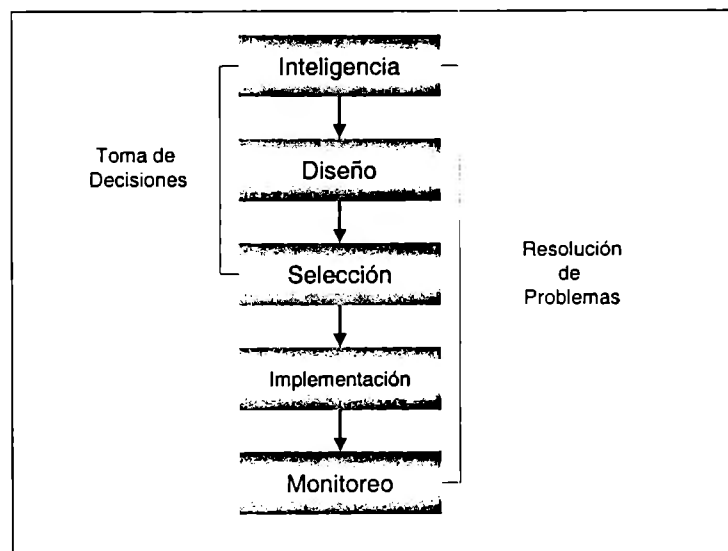 Inteligencia
Toma de
Decisiones
Diseño
Selección
Resolución
de
Problemas
Implementación
Monitoreo